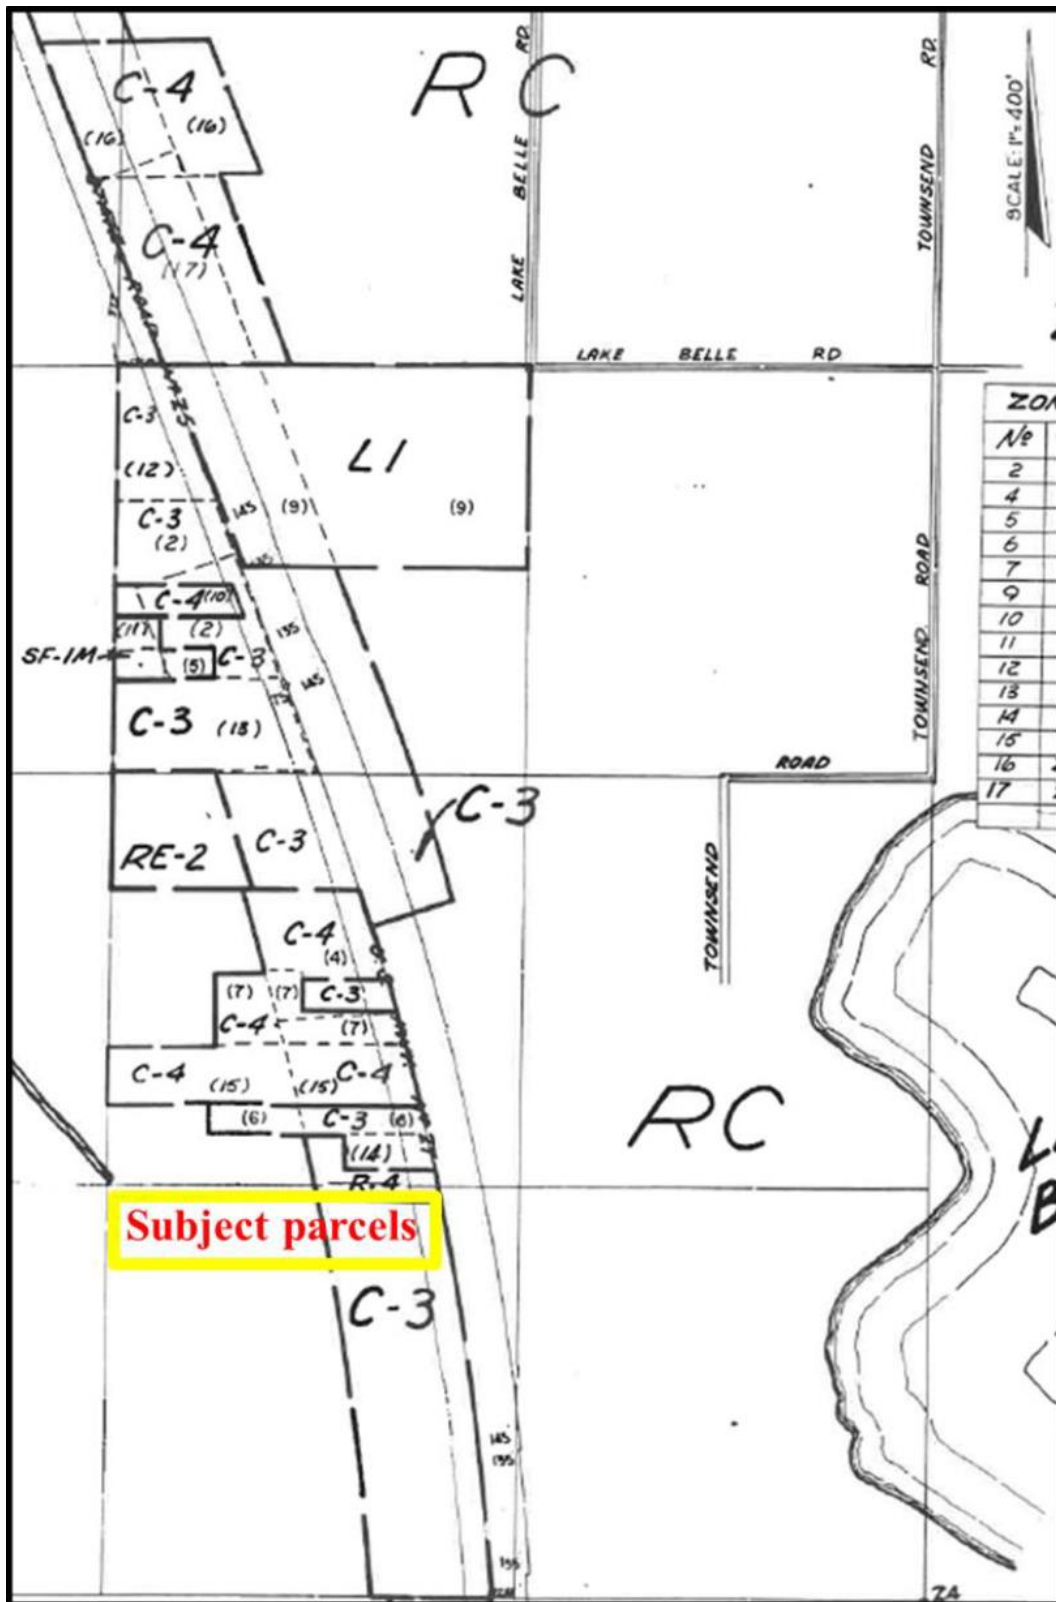 RC
C-4
(16) (16)
C-4
(17)
LAKE BELLE RD.
TOWNSEND RD.
SCALE: 1"=400'
LAKE BELLE RD
C-3
(12)
LI
(9) (9)
145
C-3
(2)
135
C-4 (10)
(11) (2)
135
SF-1M
(5) C-3
145
C-3 (13)
TOWNSEND ROAD
ZON
No
2
4
5
6
7
9
10
11
12
13
14
15
16
17
ROAD
TOWNSEND
C-3
RE-2
C-3
C-4
(4)
(7) (7) C-3
C-4 (7)
C-4 (15) (15) C-4
(6) C-3 (8)
(14)
R-4
RC
L
B
Subject parcels
C-3
145
135
135
7A